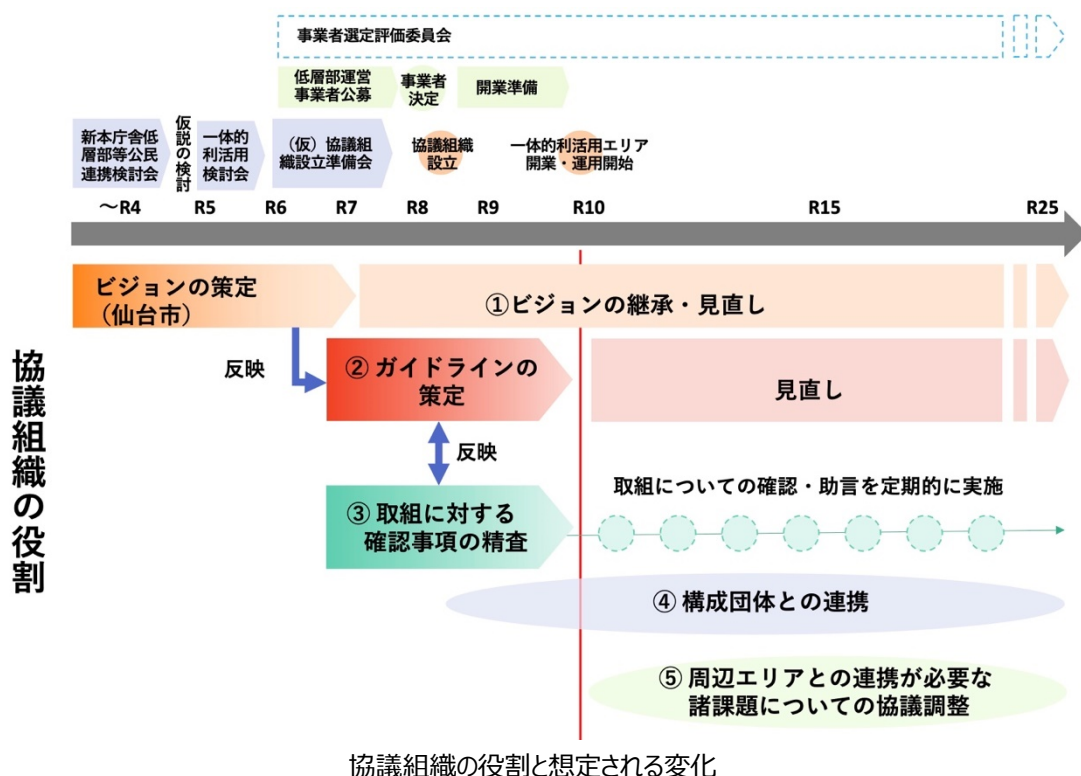 事業者選定評価委員会
低層部運営
事業者公募
事業者
決定
開業準備
新本庁舎低
層部等公民
連携検討会
仮説の検討
一体的
利活用
検討会
（仮）協議組
織設立準備会
協議組織
設立
一体的利活用エリア
開業・運用開始
～R4
R5
R6
R7
R8
R9
R10
R15
R25
協議組織の役割
ビジョンの策定
（仙台市）
①ビジョンの継承・見直し
反映
② ガイドラインの
策定
見直し
反映
③ 取組に対する
確認事項の精査
取組についての確認・助言を定期的に実施
④ 構成団体との連携
⑤ 周辺エリアとの連携が必要な
諸課題についての協議調整
協議組織の役割と想定される変化